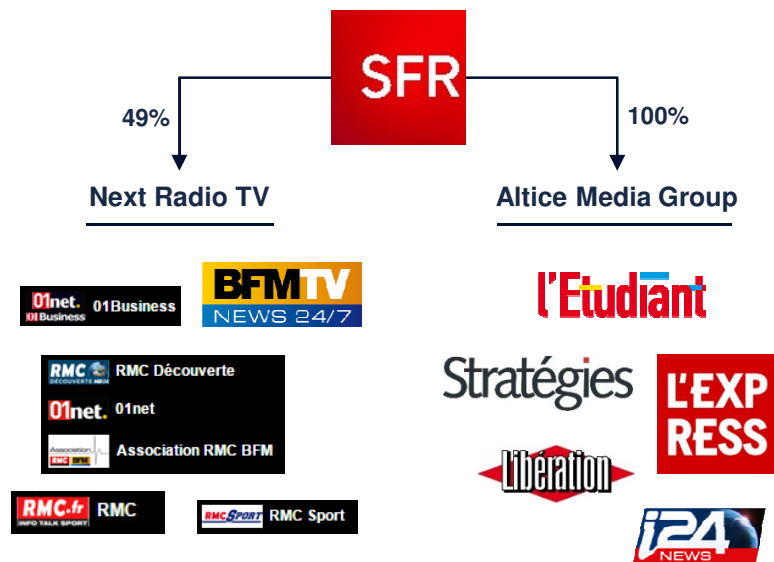 SFR
49%
100%
Next Radio TV
Altice Media Group
01net.
01Business
01Business
BFMTV
NEWS 24/7
RMC
DÉCOUVERTE HD24
RMC Découverte
01net.
01net
Association
RMC BFM
Association RMC BFM
RMC.fr
INFO TALK SPORT
RMC
RMC SPORT
RMC Sport
l'Etudiant
Stratégies
L'EXP
RESS
Libération
i24
NEWS